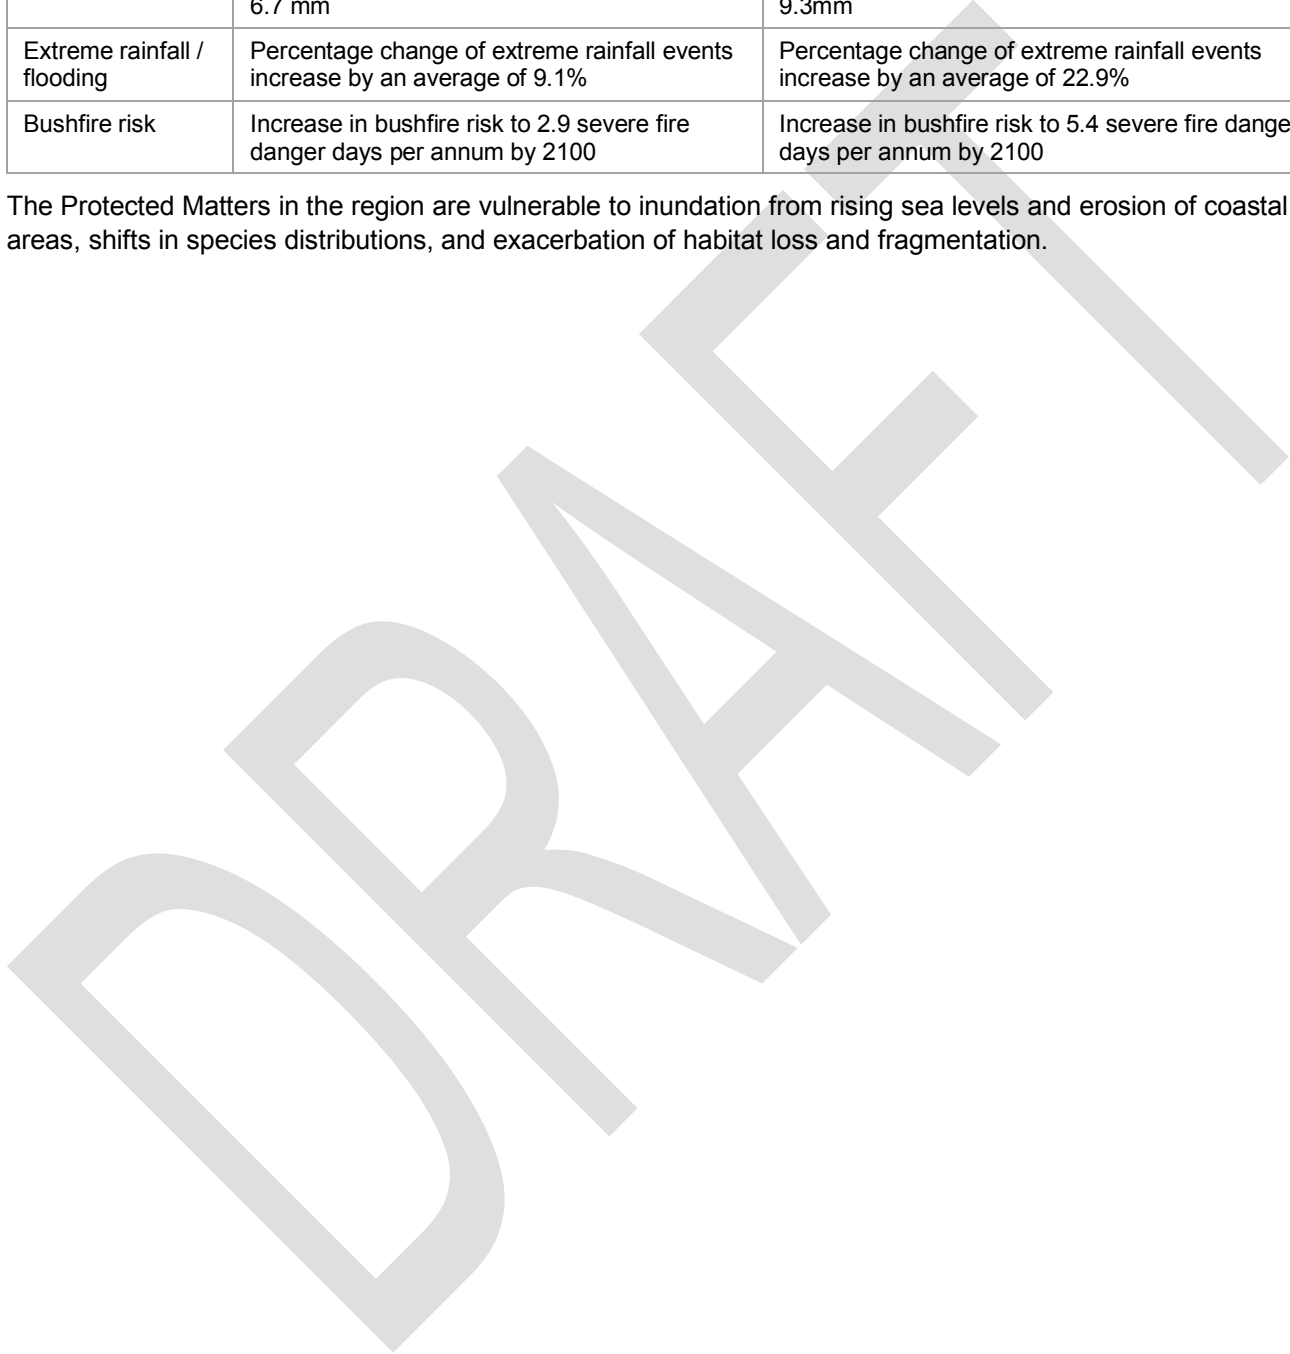 6.7 mm 9.3mm
Extreme rainfall / Percentage change of extreme rainfall events Percentage change of extreme rainfall events
flooding increase by an average of 9.1% increase by an average of 22.9%
Bushfire risk Increase in bushfire risk to 2.9 severe fire Increase in bushfire risk to 5.4 severe fire dange
danger days per annum by 2100 days per annum by 2100
The Protected Matters in the region are vulnerable to inundation from rising sea levels and erosion of coastal
areas, shifts in species distributions, and exacerbation of habitat loss and fragmentation.
DRAFT